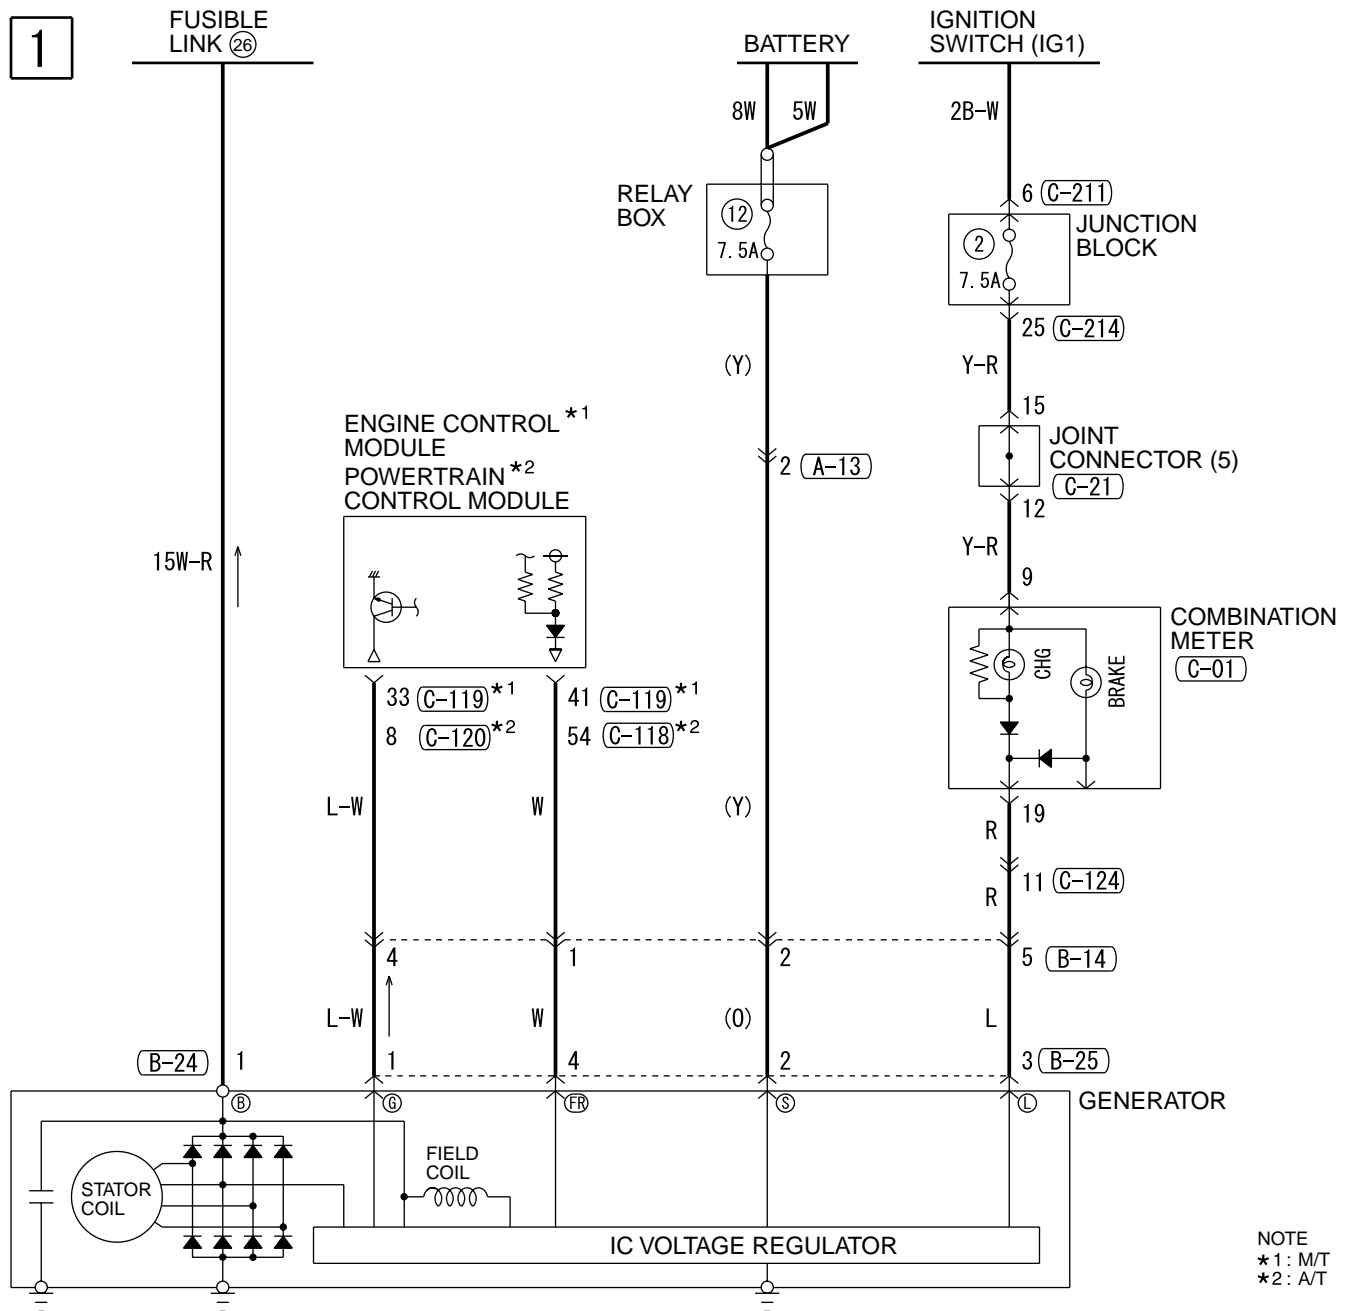 1
FUSIBLE
LINK 26
BATTERY
IGNITION
SWITCH (IG1)
8W
5W
2B-W
RELAY
BOX
12
7.5A
6 C-211
JUNCTION
BLOCK
2
7.5A
25 C-214
(Y)
Y-R
15
JOINT
CONNECTOR (5)
C-21
12
ENGINE CONTROL *1
MODULE
POWERTRAIN *2
CONTROL MODULE
2 A-13
15W-R
Y-R
9
COMBINATION
METER
C-01
CHG
BRAKE
33 C-119 *1
8 C-120 *2
41 C-119 *1
54 C-118 *2
L-W
W
(Y)
19
R
11 C-124
R
4
1
2
5 B-14
L-W
W
(O)
L
B-24 1
1
4
2
3 B-25
B
G
FR
S
L
GENERATOR
STATOR
COIL
FIELD
COIL
IC VOLTAGE REGULATOR
NOTE
*1: M/T
*2: A/T